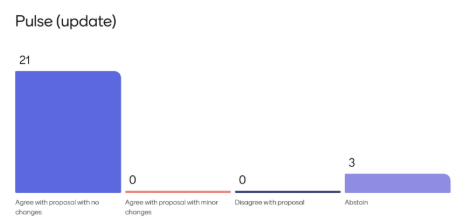 Pulse (update)
21
0
0
3
Agree with proposal with no
changes
Agree with proposal with minor
changes
Disagree with proposal
Abstain